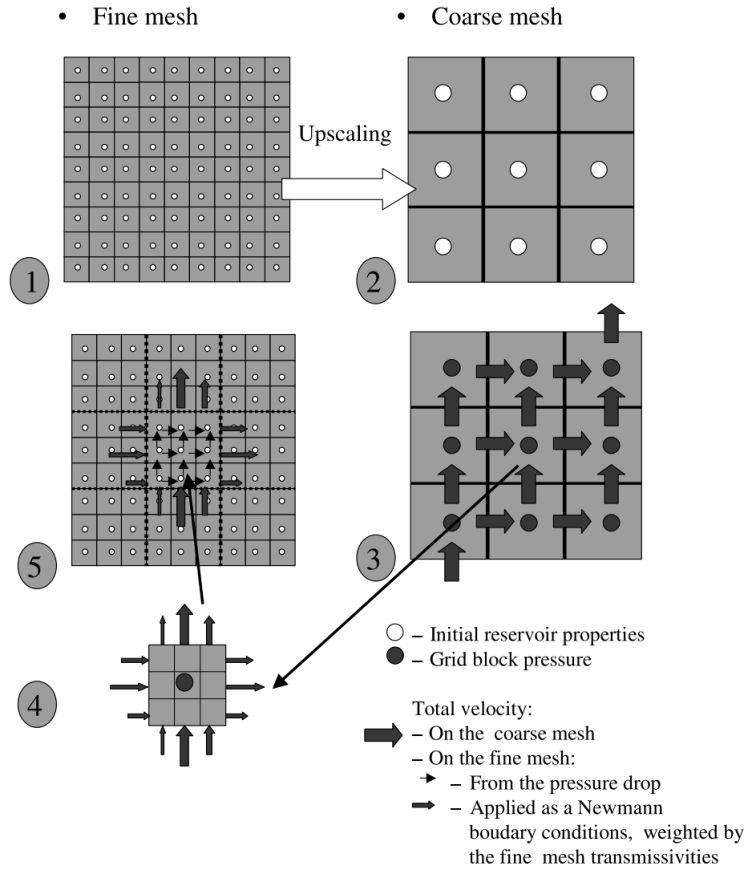 • Fine mesh
• Coarse mesh
Upscaling
1
2
5
3
4
– Initial reservoir properties
– Grid block pressure
Total velocity:
– On the coarse mesh
– On the fine mesh:
– From the pressure drop
– Applied as a Newmann
boudary conditions, weighted by
the fine mesh transmissivities